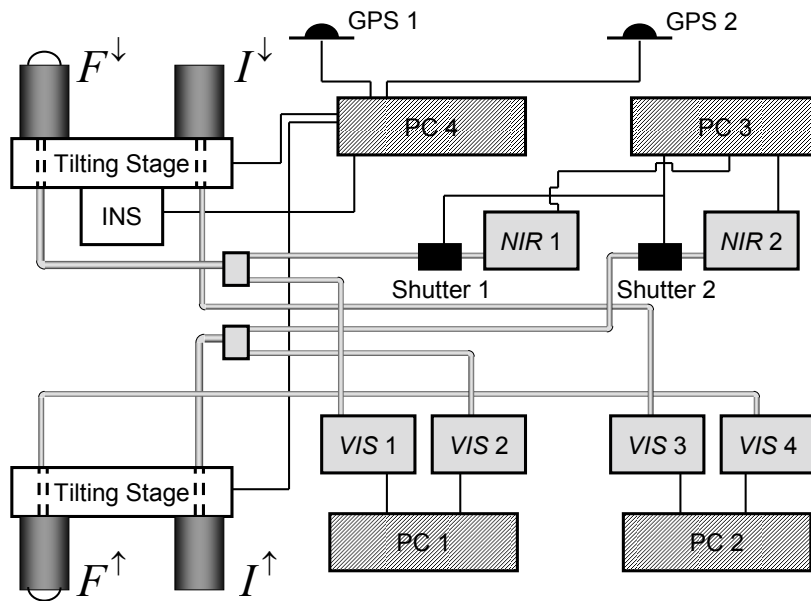 GPS 1
GPS 2
F↓
I↓
PC 4
PC 3
Tilting Stage
INS
NIR 1
NIR 2
Shutter 1
Shutter 2
VIS 1
VIS 2
VIS 3
VIS 4
Tilting Stage
PC 1
PC 2
F↑
I↑